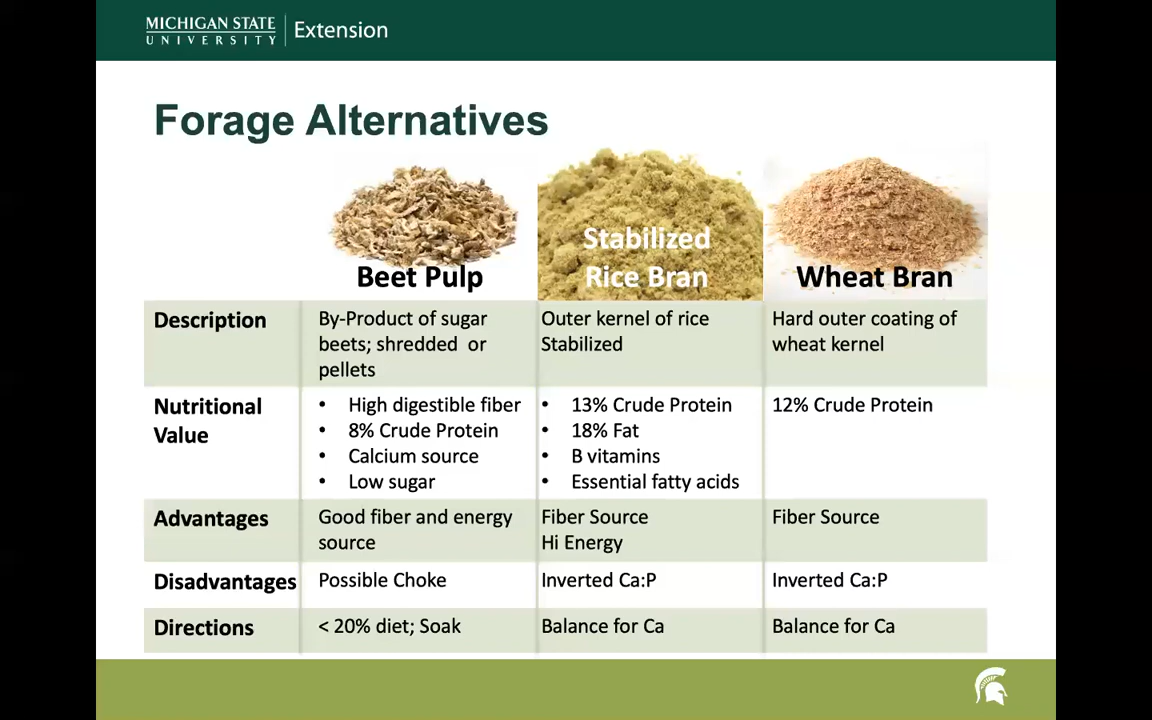 MICHIGAN STATE
UNIVERSITY
Extension
Forage Alternatives
Beet Pulp
Stabilized
Rice Bran
Wheat Bran
Description
By-Product of sugar
beets; shredded or
pellets
Outer kernel of rice
Stabilized
Hard outer coating of
wheat kernel
Nutritional
Value
• High digestible fiber
• 8% Crude Protein
• Calcium source
• Low sugar
• 13% Crude Protein
• 18% Fat
• B vitamins
• Essential fatty acids
12% Crude Protein
Advantages
Good fiber and energy
source
Fiber Source
Hi Energy
Fiber Source
Disadvantages
Possible Choke
Inverted Ca:P
Inverted Ca:P
Directions
< 20% diet; Soak
Balance for Ca
Balance for Ca